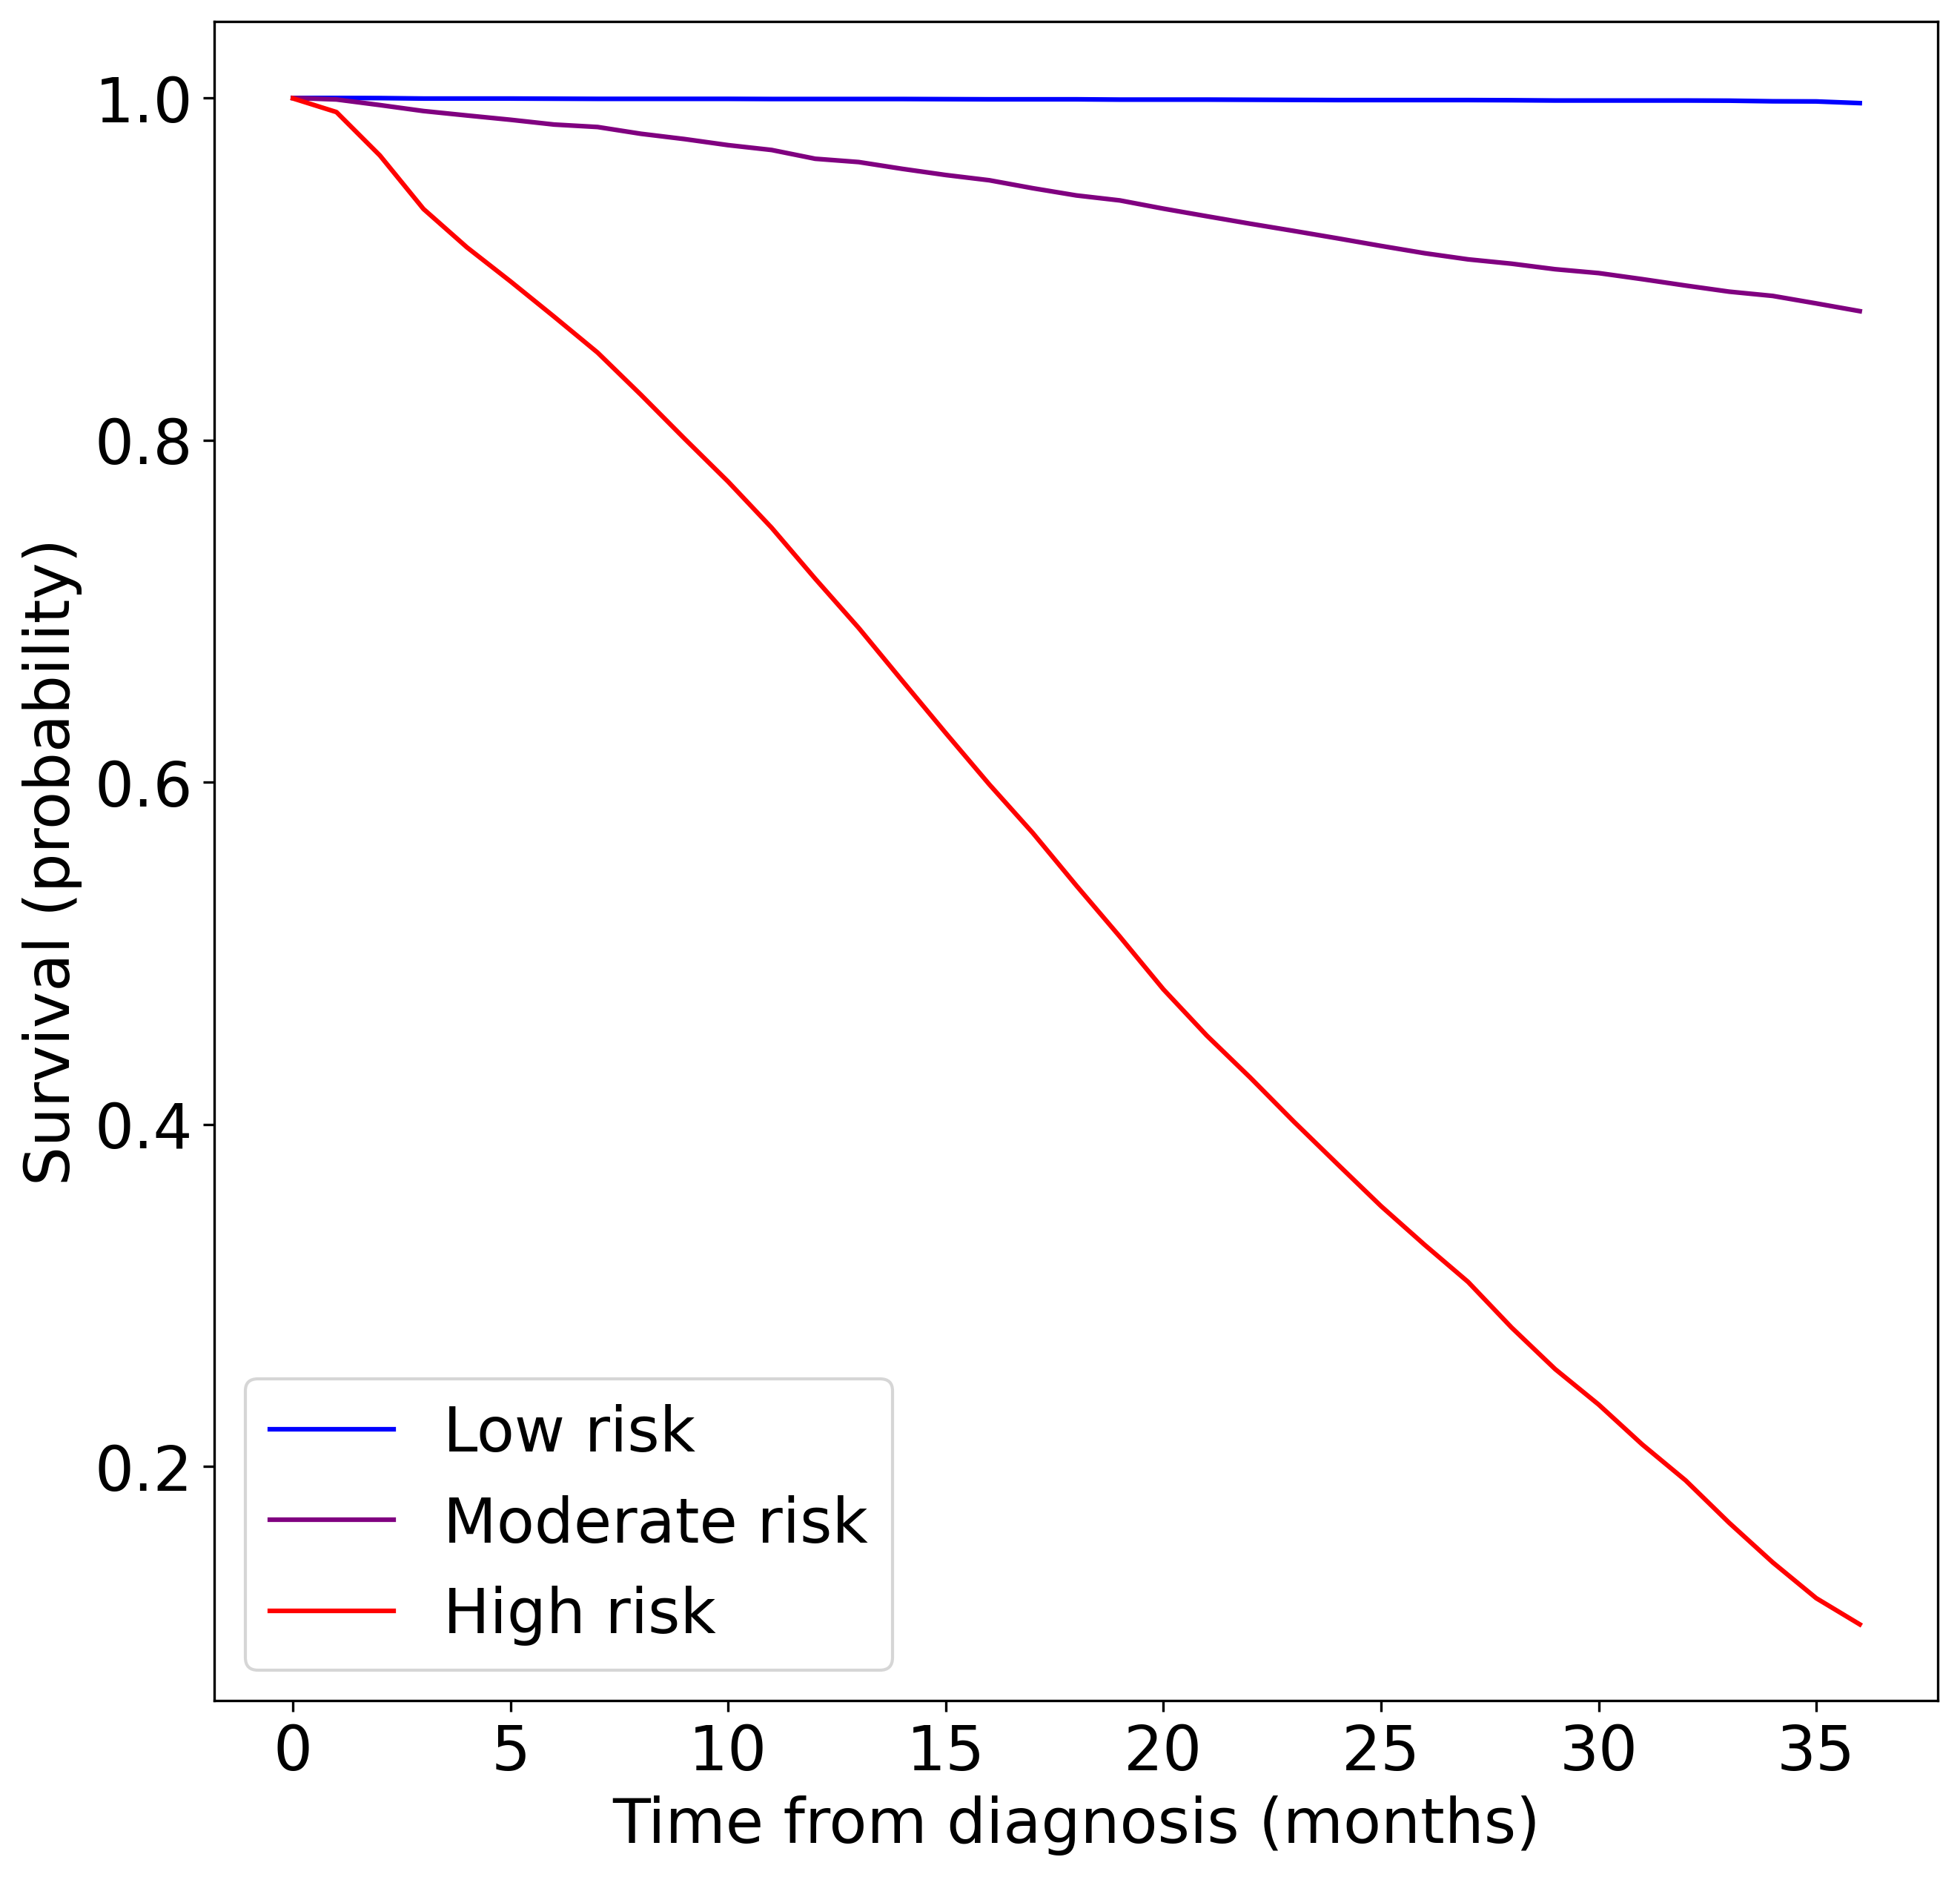 Survival (probability)
1.0
0.8
0.6
0.4
0.2
Low risk
Moderate risk
High risk
0 5 10 15 20 25 30 35
Time from diagnosis (months)